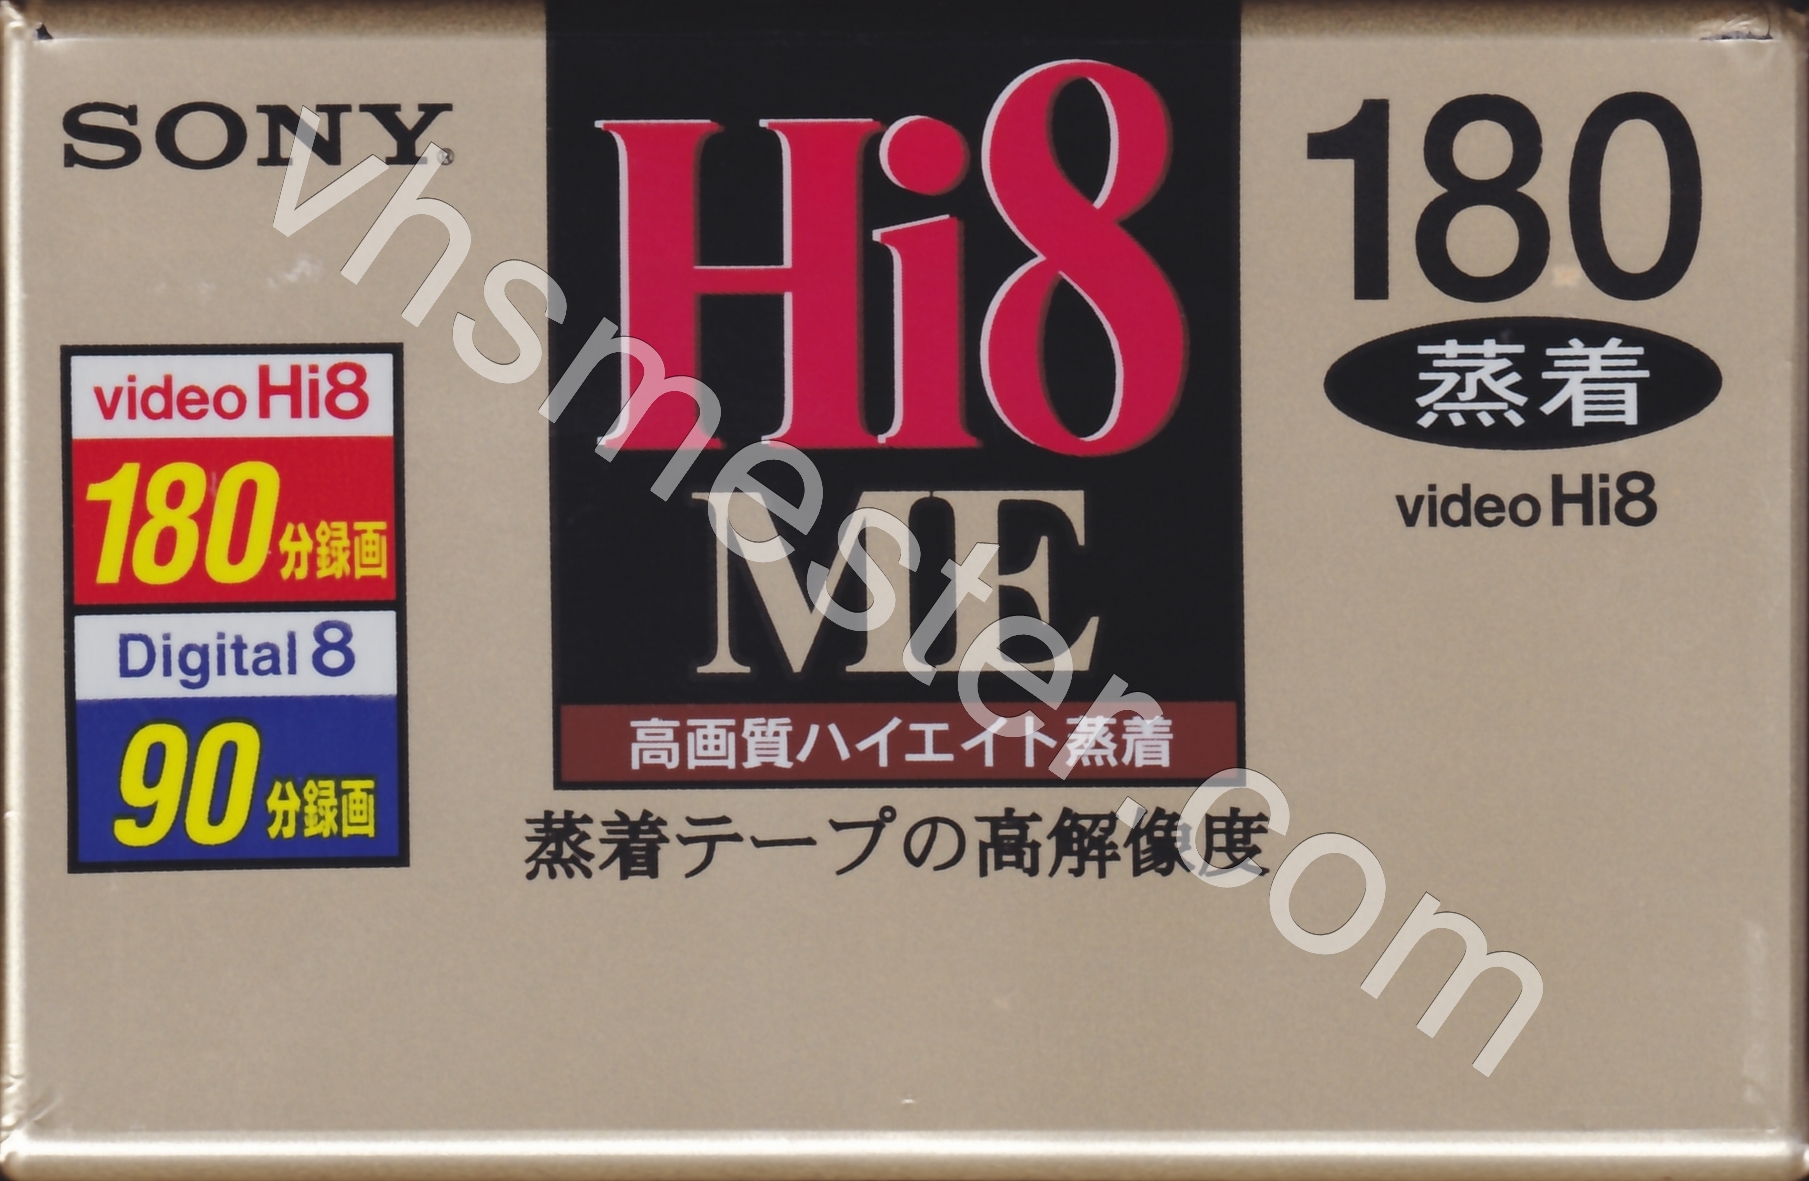 SONY®
Hi8
180
蒸着
video Hi8
video Hi8
180分録画
Digital 8
90分録画
ME
高画質ハイエイト蒸着
蒸着テープの高解像度
vhsmester.com